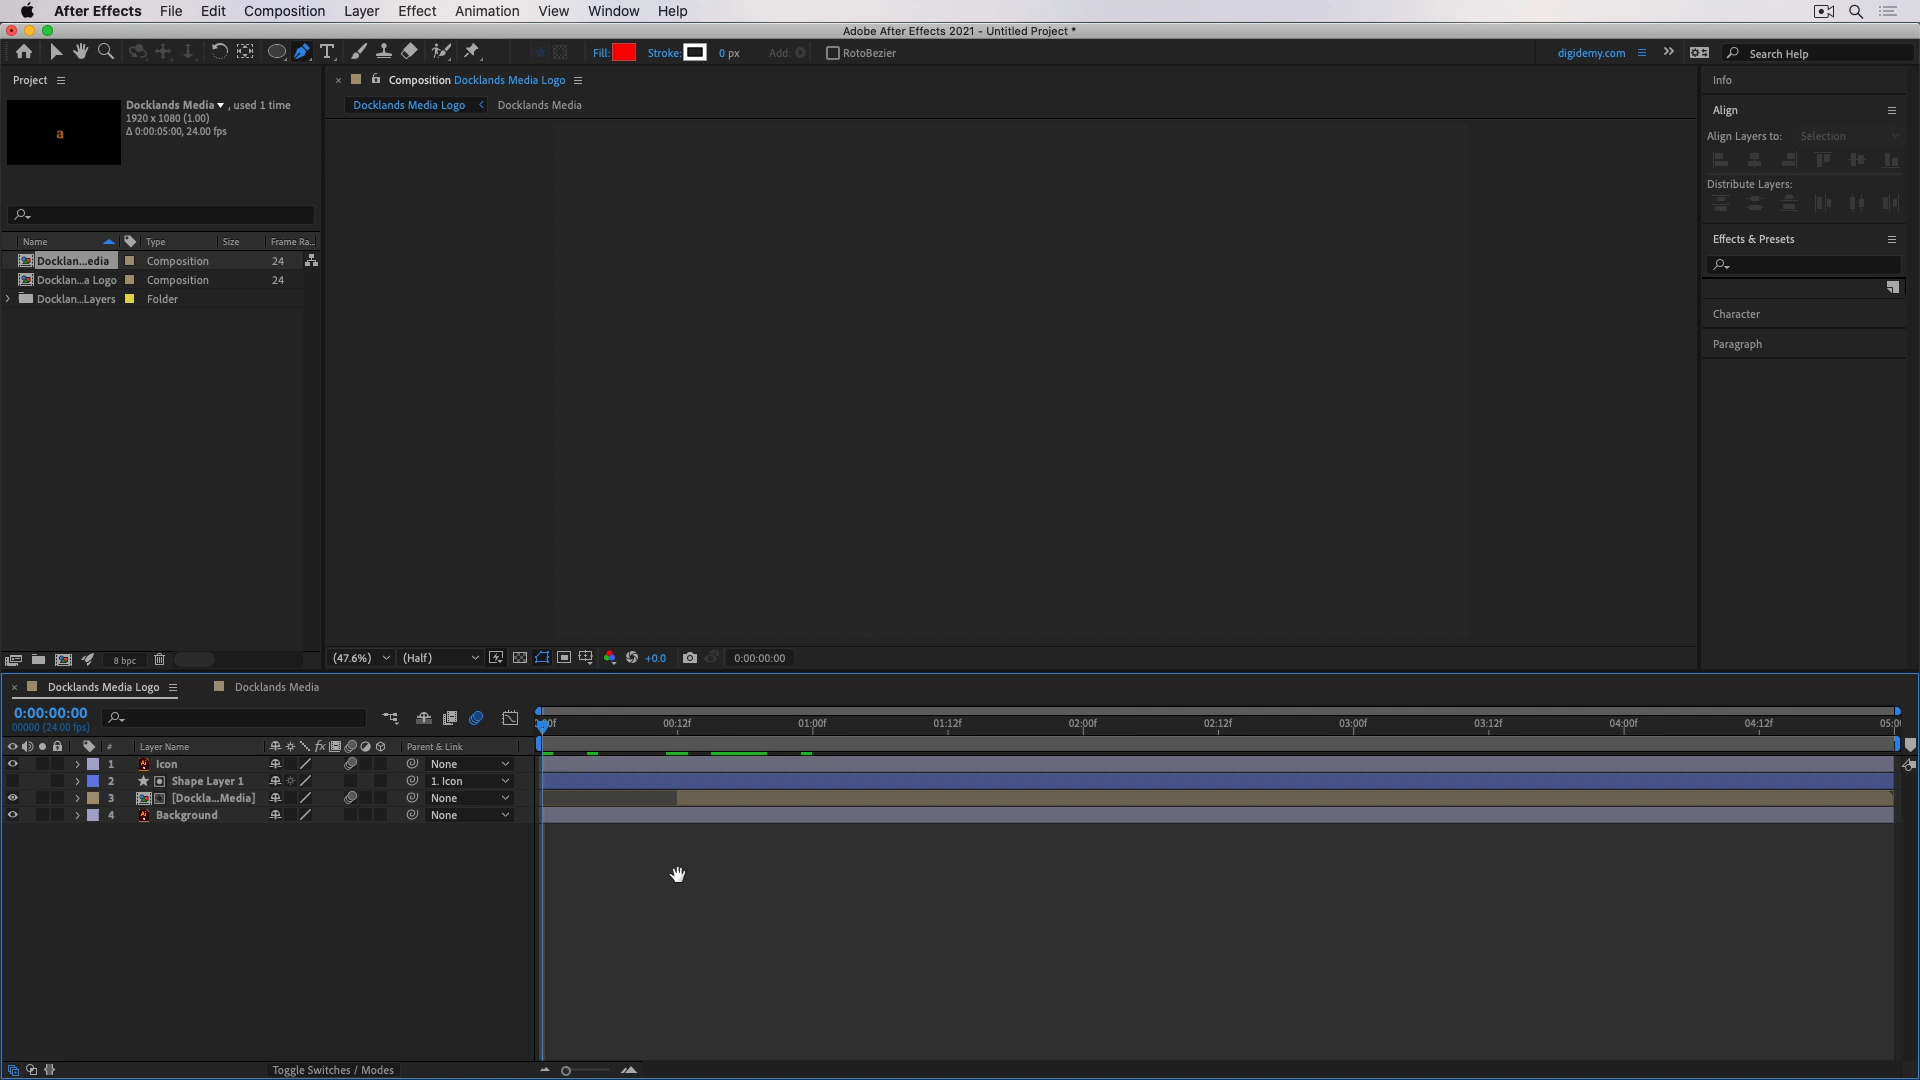 After Effects File Edit Composition Layer Effect Animation View Window Help
Adobe After Effects 2021 - Untitled Project *
Fill: Stroke: 0 px Add: RotoBezier digidemy.com Search Help
Project
Docklands Media , used 1 time
1920 x 1080 (1.00)
Δ 0:00:05:00, 24.00 fps
a
Name Type Size Frame Ra...
Docklan...edia Composition 24
Docklan...a Logo Composition 24
Docklan...Layers Folder
8 bpc
Composition Docklands Media Logo
Docklands Media Logo Docklands Media
(47.6%) (Half) +0.0 0:00:00:00
Info
Align
Align Layers to: Selection
Distribute Layers:
Effects & Presets
Character
Paragraph
Docklands Media Logo Docklands Media
0:00:00:00
00000 (24.00 fps)
00:12f 01:00f 01:12f 02:00f 02:12f 03:00f 03:12f 04:00f 04:12f
# Layer Name fx Parent & Link
1 Ai Icon None
2 Shape Layer 1 1. Icon
3 [Dockla...Media] None
4 Ai Background None
Toggle Switches / Modes